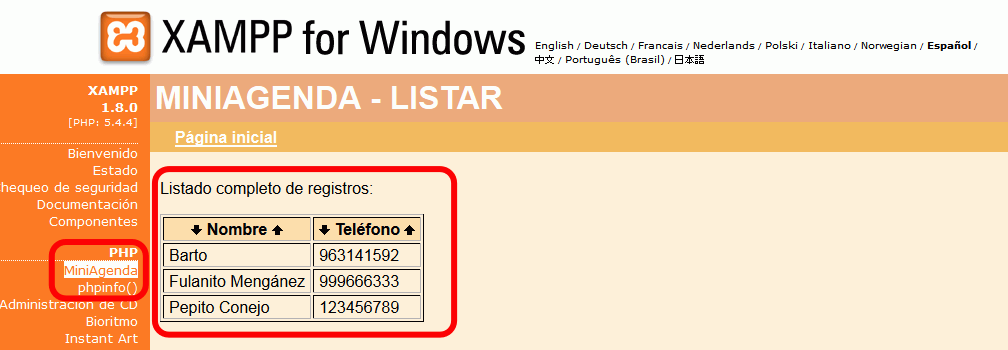 XAMPP for Windows
English / Deutsch / Francais / Nederlands / Polski / Italiano / Norwegian / Español /
中文 / Português (Brasil) / 日本語
XAMPP
1.8.0
[PHP: 5.4.4]
Bienvenido
Estado
hequeo de seguridad
Documentación
Componentes
PHP
MiniAgenda
phpinfo()
Administración de CD
Bioritmo
Instant Art
MINIAGENDA - LISTAR
Página inicial
Listado completo de registros:
Nombre Teléfono
Barto 963141592
Fulanito Mengánez 999666333
Pepito Conejo 123456789